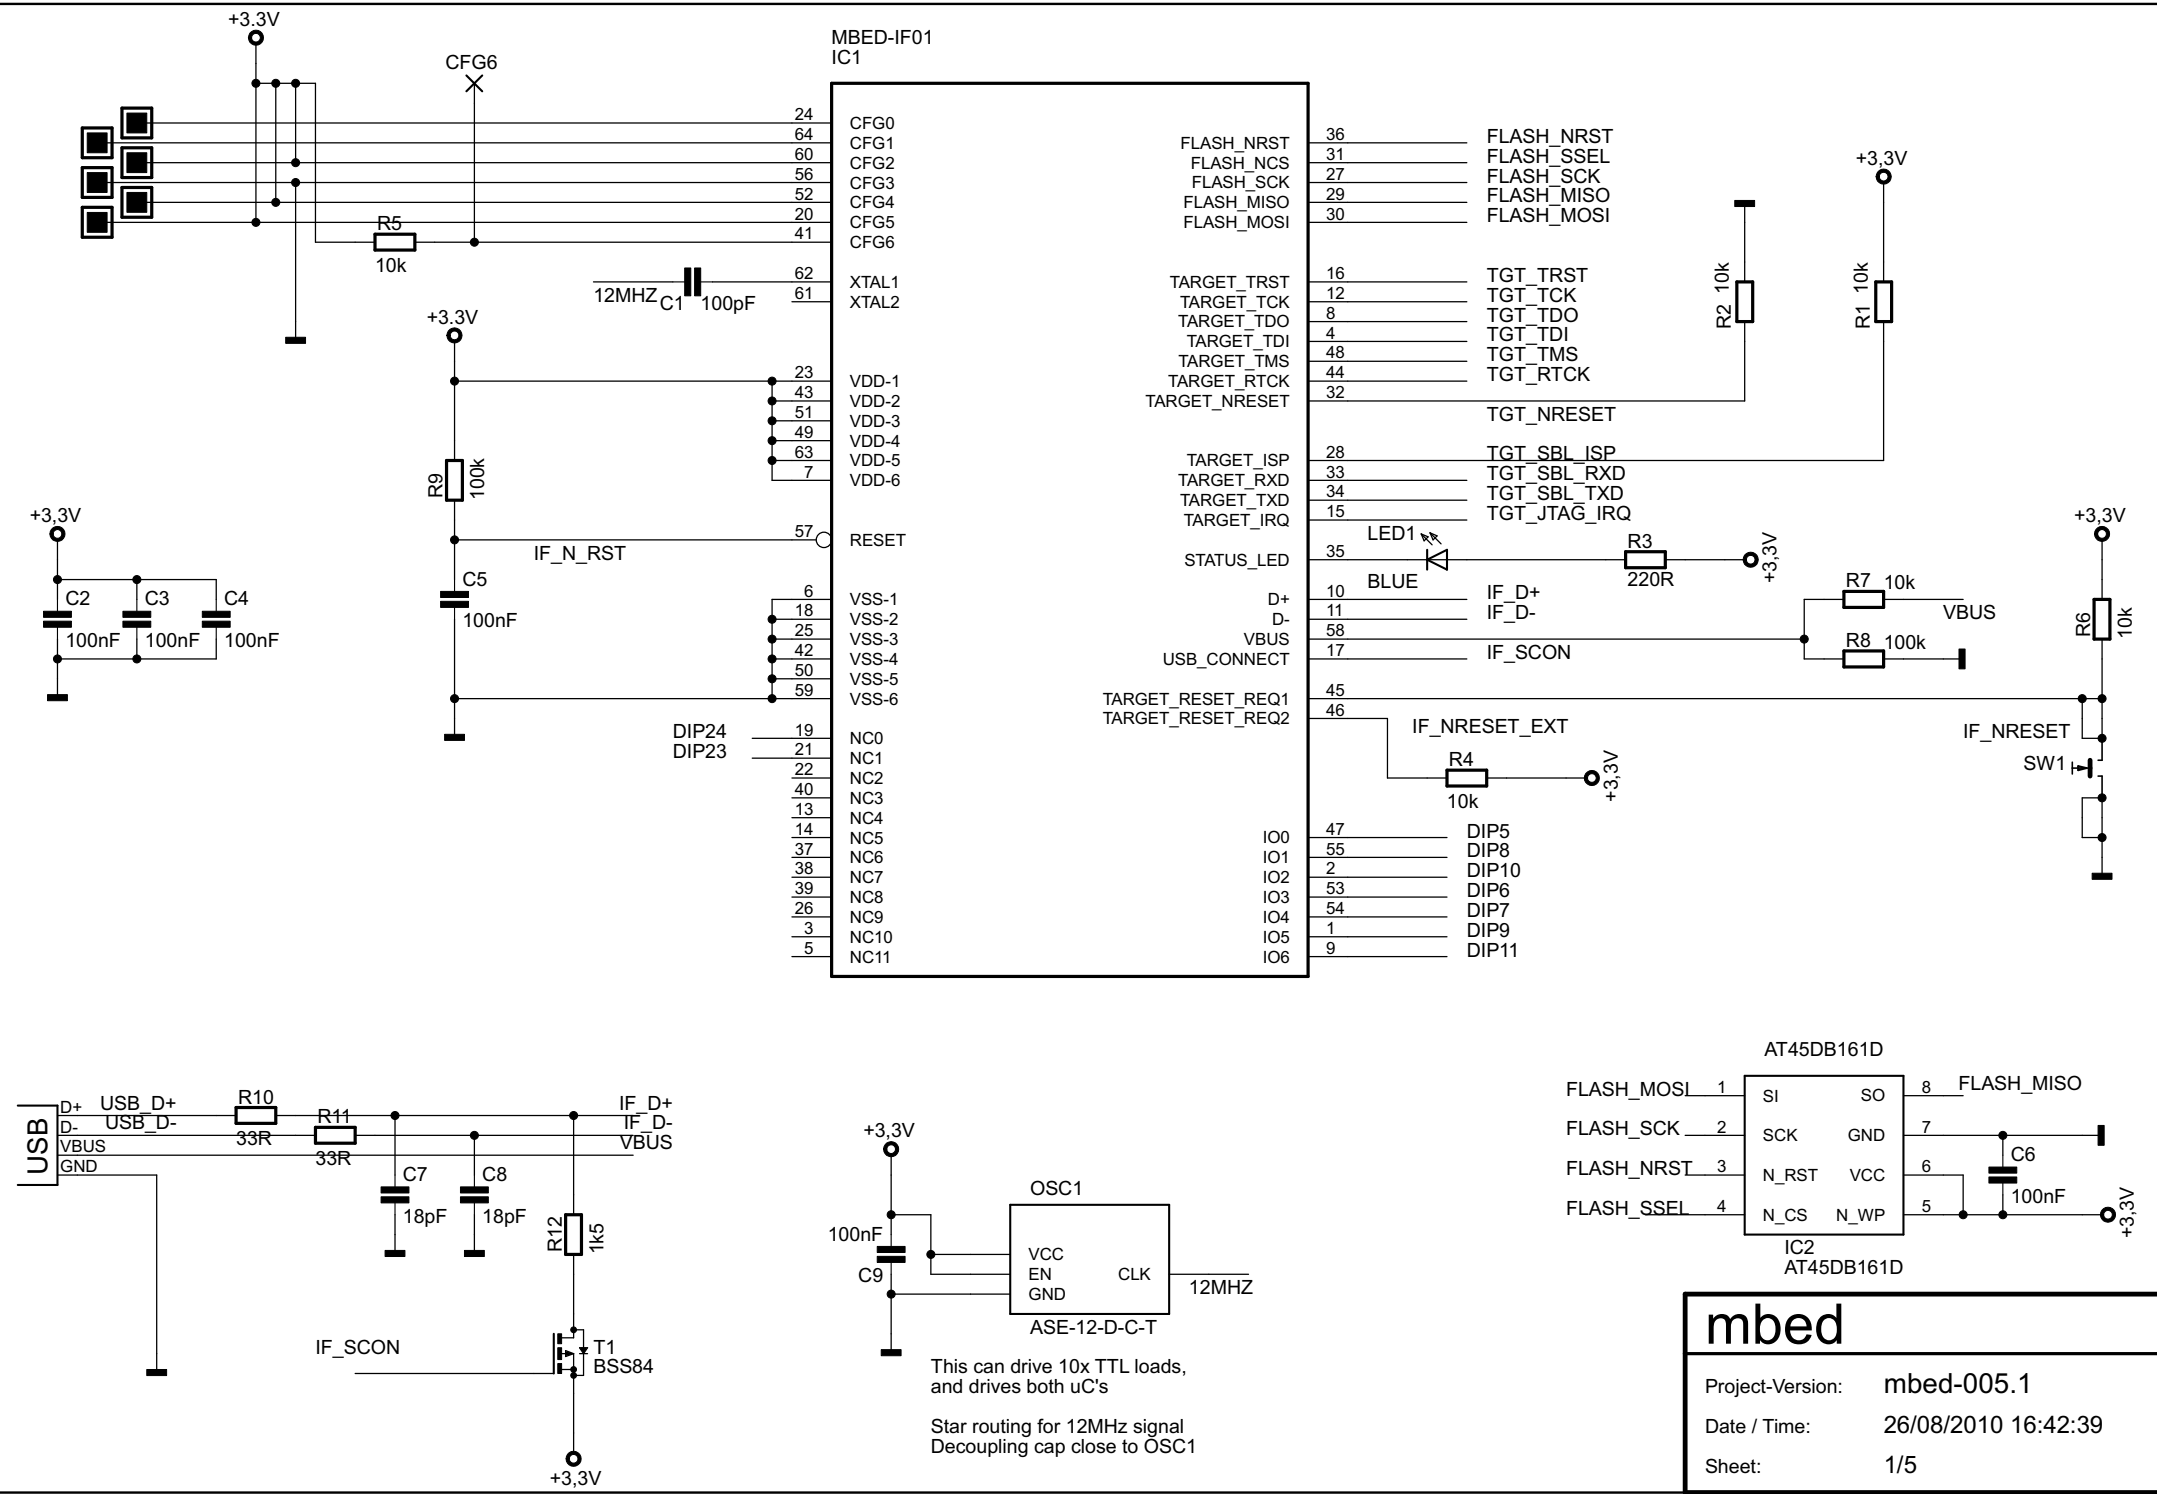 +3.3V
CFG6
MBED-IF01
IC1
24 CFG0
64 CFG1
60 CFG2
56 CFG3
52 CFG4
20 CFG5
41 CFG6
R5
10k
62 XTAL1
61 XTAL2
12MHZ
C1
100pF
+3.3V
23 VDD-1
43 VDD-2
51 VDD-3
49 VDD-4
63 VDD-5
7 VDD-6
R9
100k
57 RESET
IF_N_RST
C5
100nF
+3,3V
C2
100nF
C3
100nF
C4
100nF
6 VSS-1
18 VSS-2
25 VSS-3
42 VSS-4
50 VSS-5
59 VSS-6
DIP24 19 NC0
DIP23 21 NC1
22 NC2
40 NC3
13 NC4
14 NC5
37 NC6
38 NC7
39 NC8
26 NC9
3 NC10
5 NC11
FLASH_NRST 36 FLASH_NRST
FLASH_NCS 31 FLASH_SSEL
FLASH_SCK 27 FLASH_SCK
FLASH_MISO 29 FLASH_MISO
FLASH_MOSI 30 FLASH_MOSI
TARGET_TRST 16 TGT_TRST
TARGET_TCK 12 TGT_TCK
TARGET_TDO 8 TGT_TDO
TARGET_TDI 4 TGT_TDI
TARGET_TMS 48 TGT_TMS
TARGET_RTCK 44 TGT_RTCK
TARGET_NRESET 32 TGT_NRESET
R2 10k
+3,3V
R1 10k
TARGET_ISP 28 TGT_SBL_ISP
TARGET_RXD 33 TGT_SBL_RXD
TARGET_TXD 34 TGT_SBL_TXD
TARGET_IRQ 15 TGT_JTAG_IRQ
STATUS_LED 35
LED1
BLUE
R3
220R
+3,3V
D+ 10 IF_D+
D- 11 IF_D-
VBUS 58
USB_CONNECT 17 IF_SCON
R7 10k
VBUS
R8 100k
+3,3V
R6
10k
TARGET_RESET_REQ1 45
TARGET_RESET_REQ2 46
IF_NRESET_EXT
R4
10k
+3,3V
IF_NRESET
SW1
IO0 47 DIP5
IO1 55 DIP8
IO2 2 DIP10
IO3 53 DIP6
IO4 54 DIP7
IO5 1 DIP9
IO6 9 DIP11
USB
D+ USB_D+
D- USB_D-
VBUS
GND
R10
33R
R11
33R
IF_D+
IF_D-
VBUS
C7
18pF
C8
18pF
R12
1k5
IF_SCON
T1
BSS84
+3,3V
+3,3V
100nF
C9
OSC1
VCC
EN
GND
CLK
12MHZ
ASE-12-D-C-T
This can drive 10x TTL loads,
and drives both uC's
Star routing for 12MHz signal
Decoupling cap close to OSC1
AT45DB161D
FLASH_MOSI 1 SI
FLASH_SCK 2 SCK
FLASH_NRST 3 N_RST
FLASH_SSEL 4 N_CS
SO 8 FLASH_MISO
GND 7
VCC 6
N_WP 5
C6
100nF
+3,3V
IC2
AT45DB161D
mbed
Project-Version: mbed-005.1
Date / Time: 26/08/2010 16:42:39
Sheet: 1/5